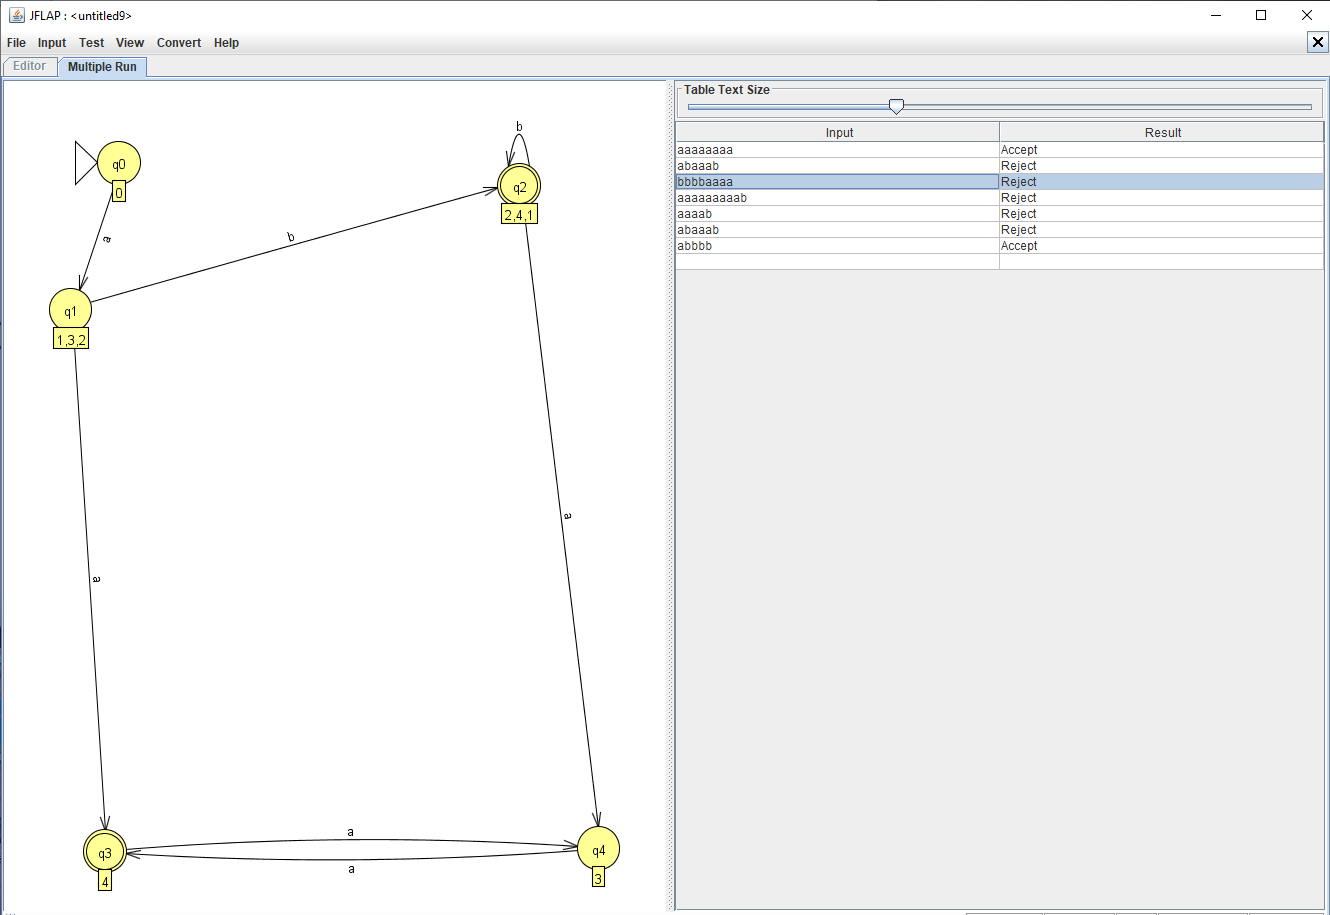 JFLAP : <untitled9>
File Input Test View Convert Help
Editor Multiple Run
q0
0
a
q1
1,3,2
b
b
q2
2,4,1
a
a
q3
4
a
a
q4
3
Table Text Size
Input Result
aaaaaaaa Accept
abaaab Reject
bbbbaaaa Reject
aaaaaaaaab Reject
aaaab Reject
abaaab Reject
abbbb Accept